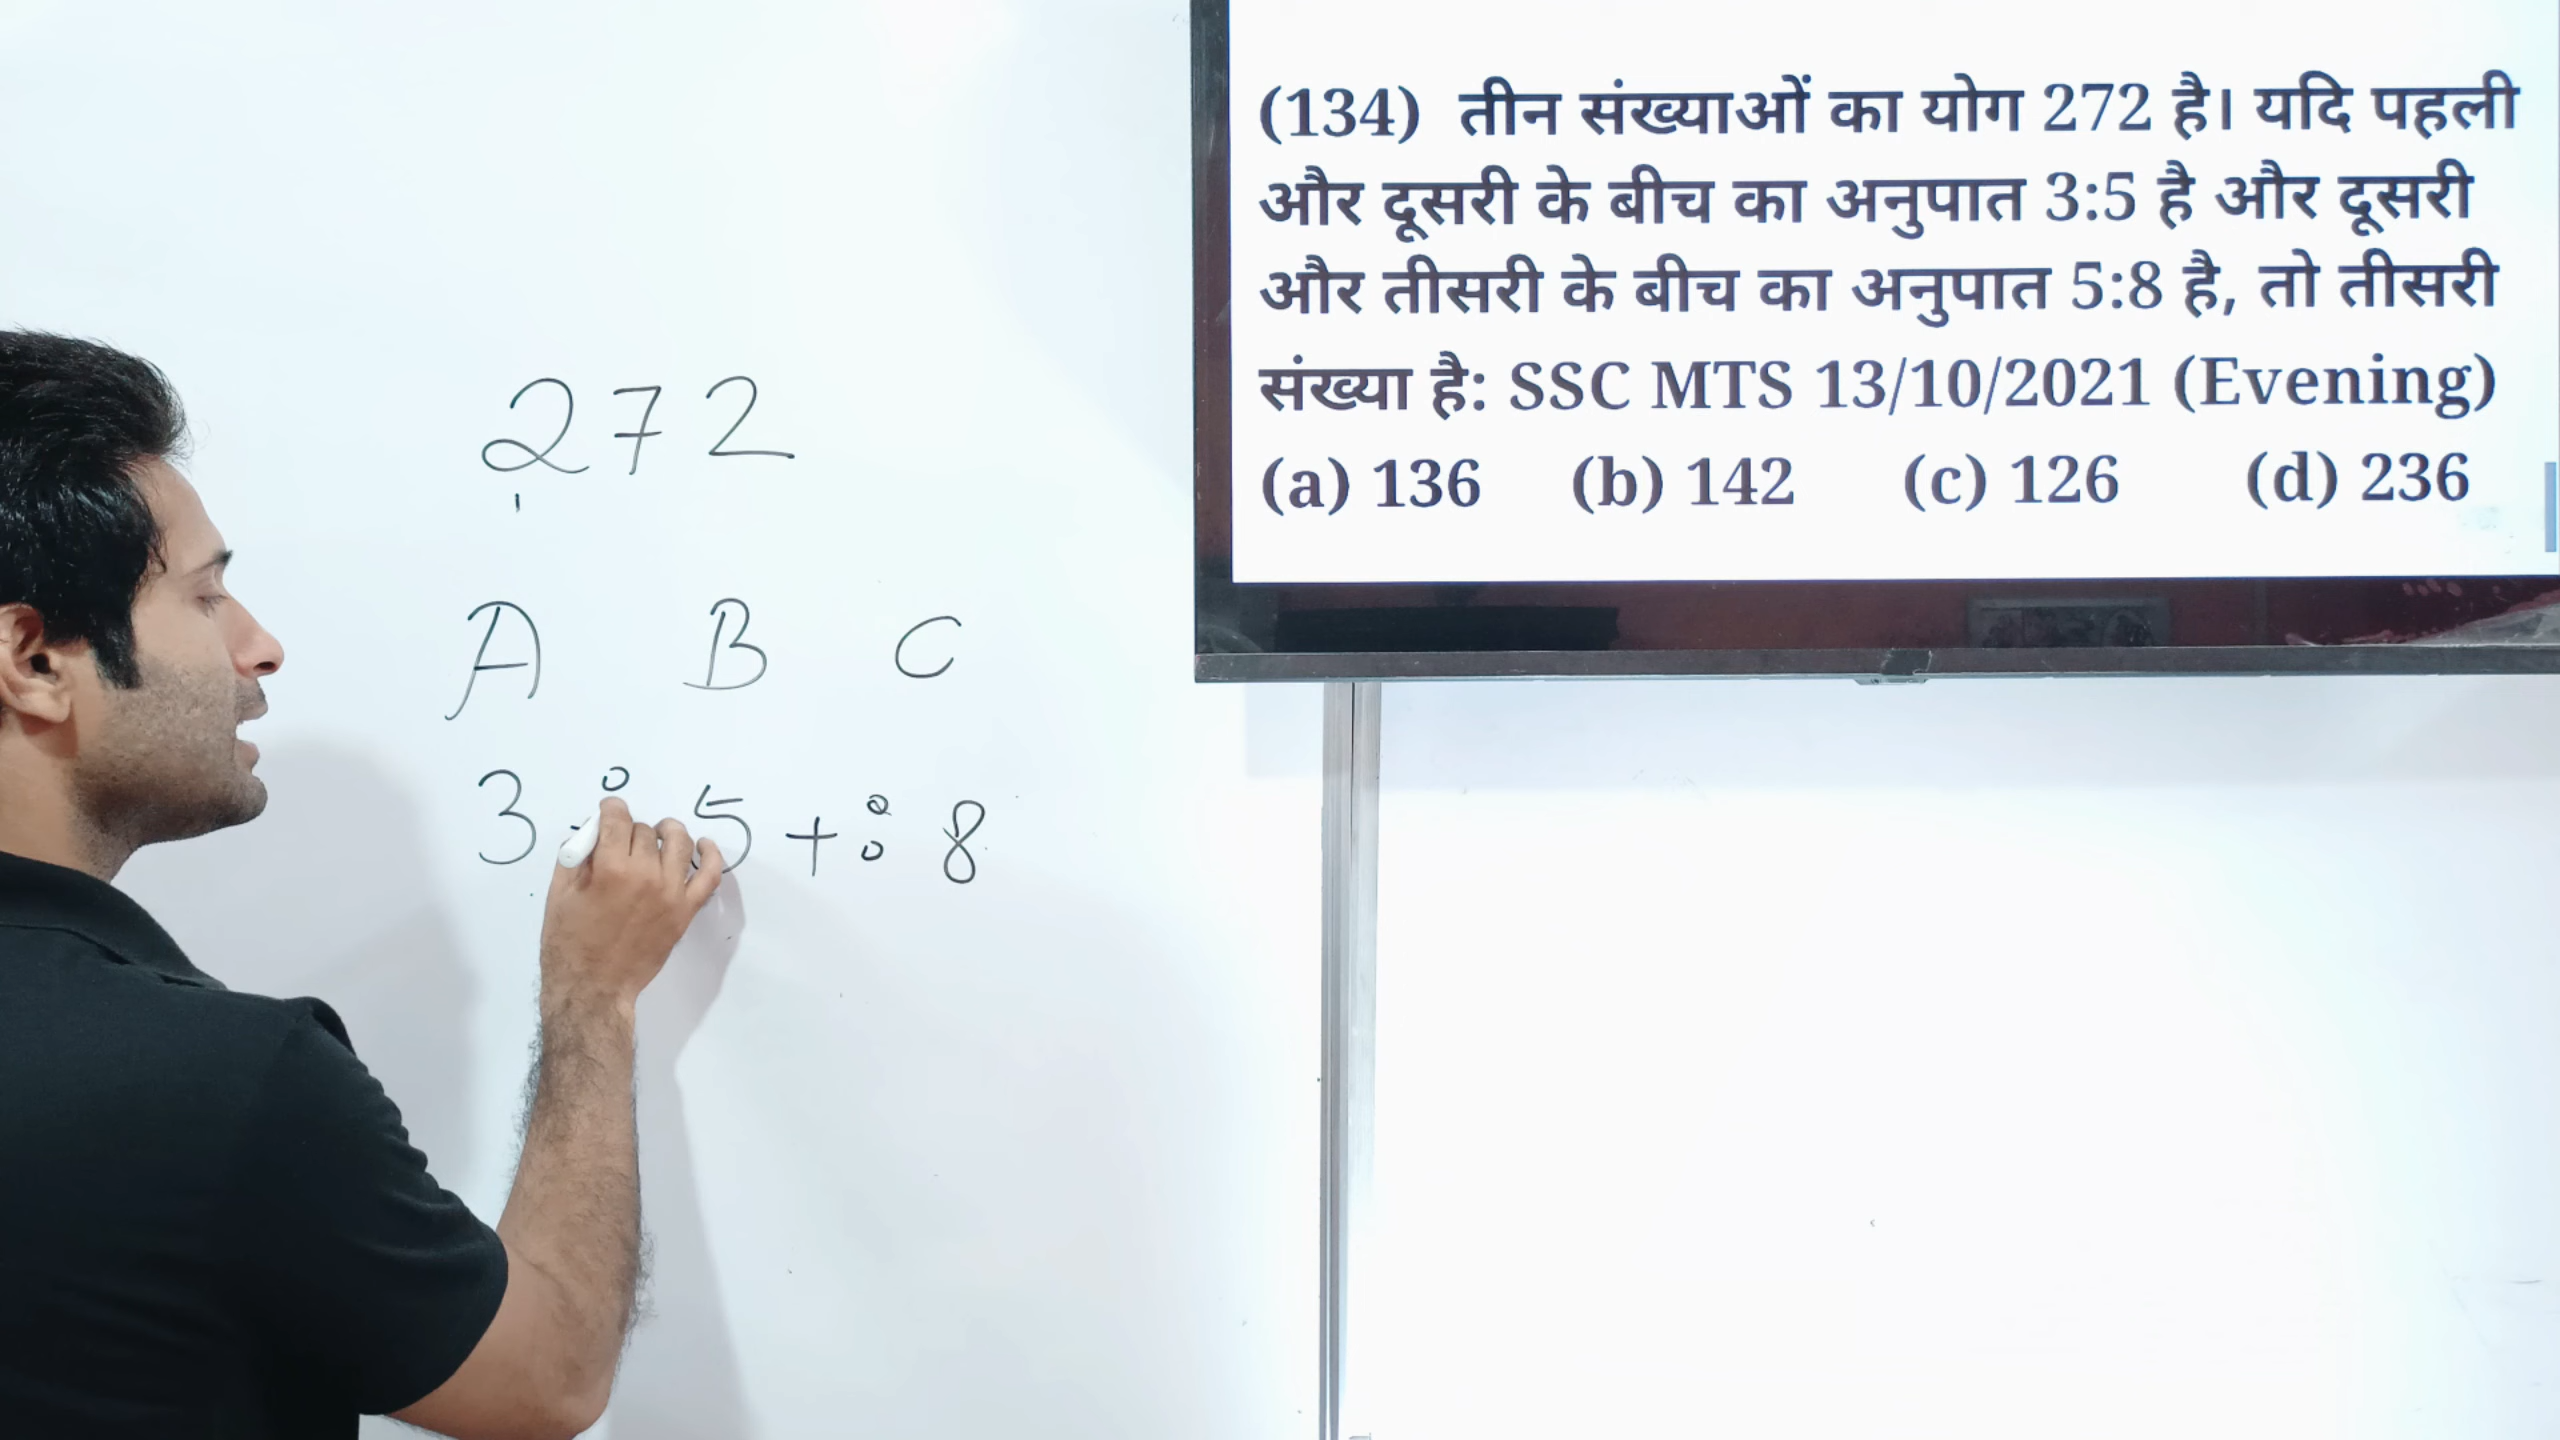 (134) तीन संख्याओं का योग 272 है। यदि पहली
और दूसरी के बीच का अनुपात 3:5 है और दूसरी
और तीसरी के बीच का अनुपात 5:8 है, तो तीसरी
संख्या है: SSC MTS 13/10/2021 (Evening)
(a) 136 (b) 142 (c) 126 (d) 236
272
A B C
3 : 5 + : 8